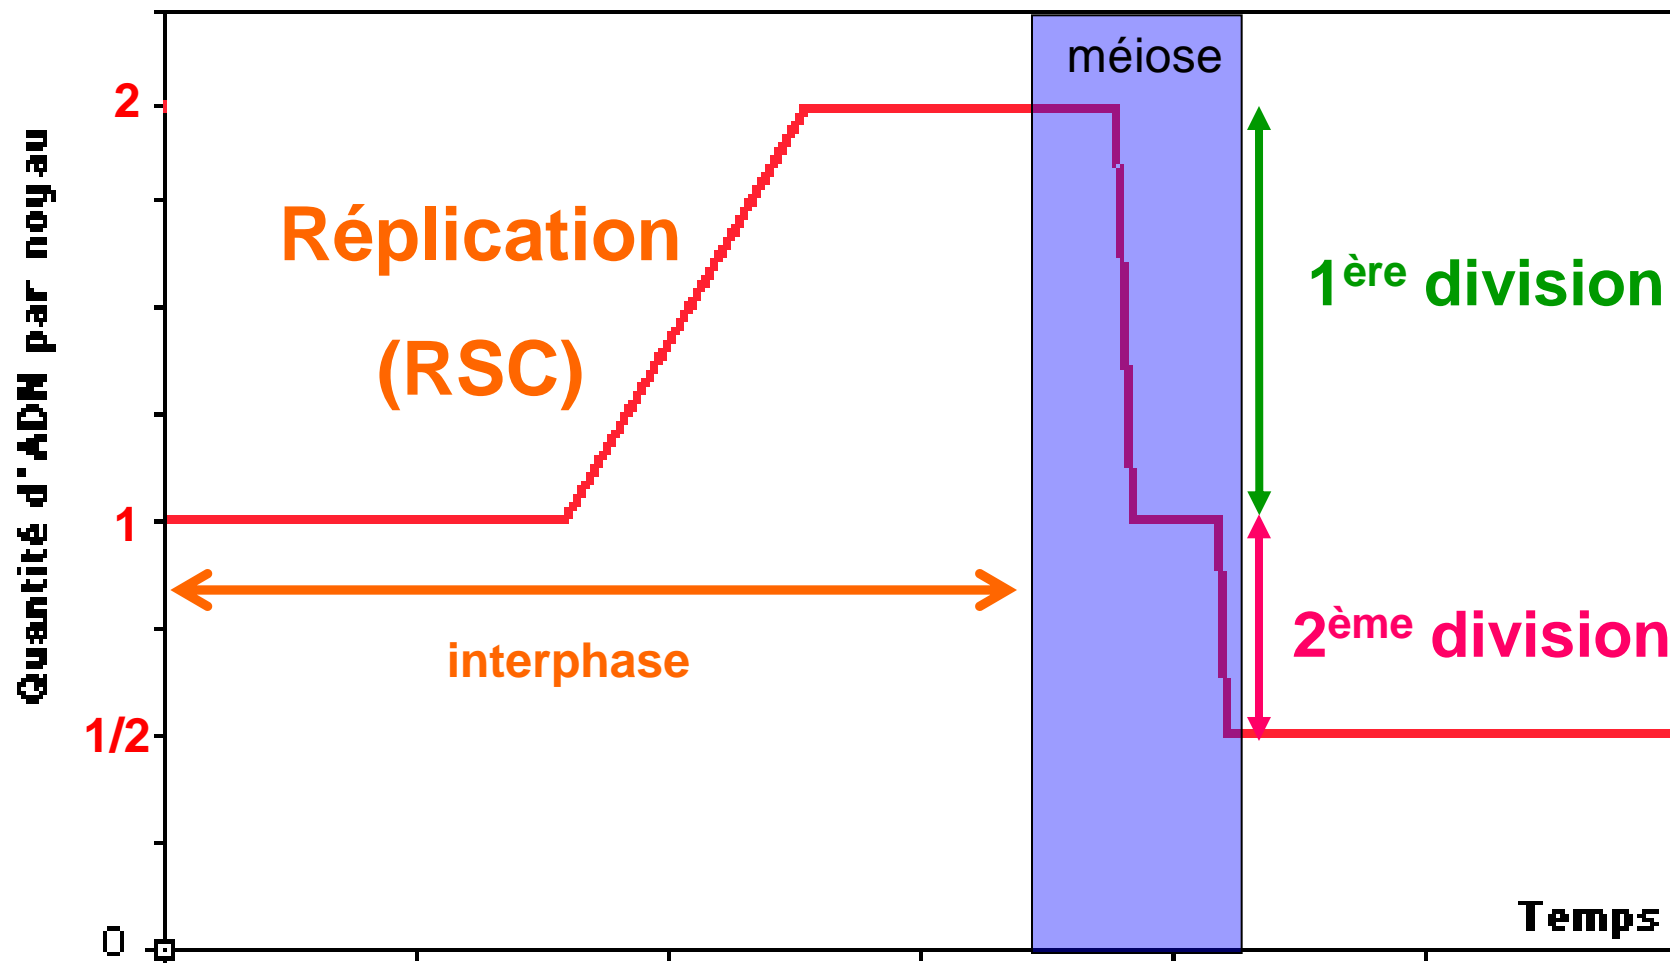 méiose
2
Quantité d'ADN par noyau
Réplication
(RSC)
1ère division
1
interphase
2ème division
1/2
Temps
0